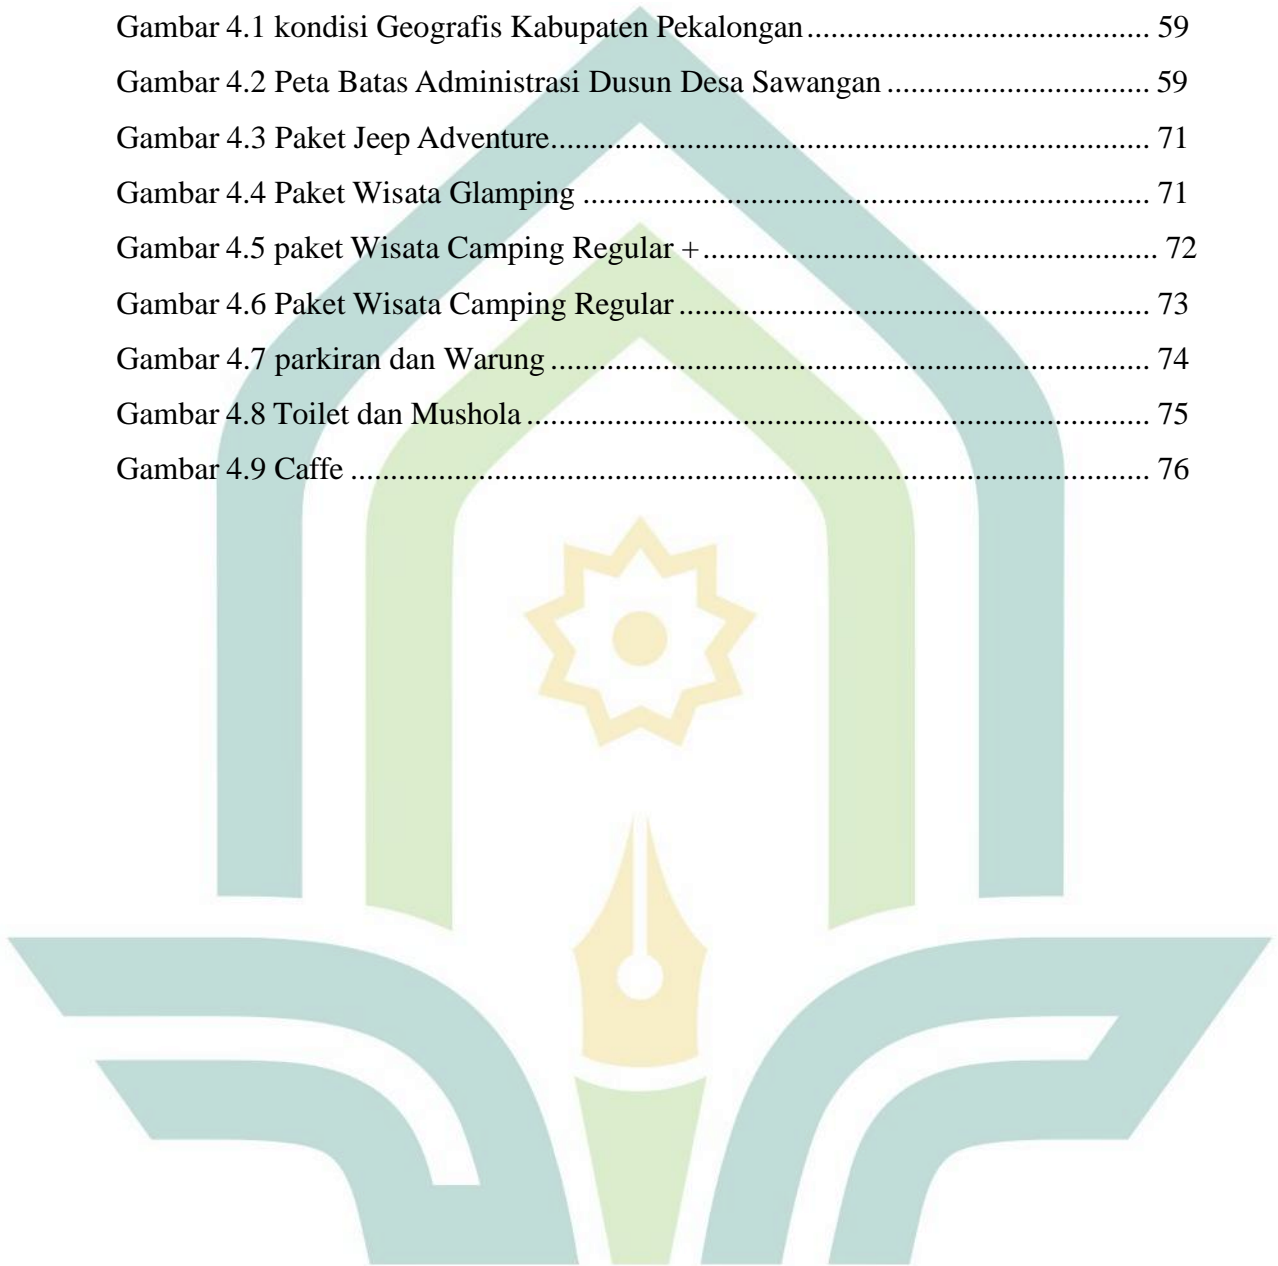 Gambar 4.1 kondisi Geografis Kabupaten Pekalongan........................................... 59
Gambar 4.2 Peta Batas Administrasi Dusun Desa Sawangan ................................. 59
Gambar 4.3 Paket Jeep Adventure........................................................................... 71
Gambar 4.4 Paket Wisata Glamping ....................................................................... 71
Gambar 4.5 paket Wisata Camping Regular +......................................................... 72
Gambar 4.6 Paket Wisata Camping Regular ........................................................... 73
Gambar 4.7 parkiran dan Warung ........................................................................... 74
Gambar 4.8 Toilet dan Mushola .............................................................................. 75
Gambar 4.9 Caffe .................................................................................................... 76